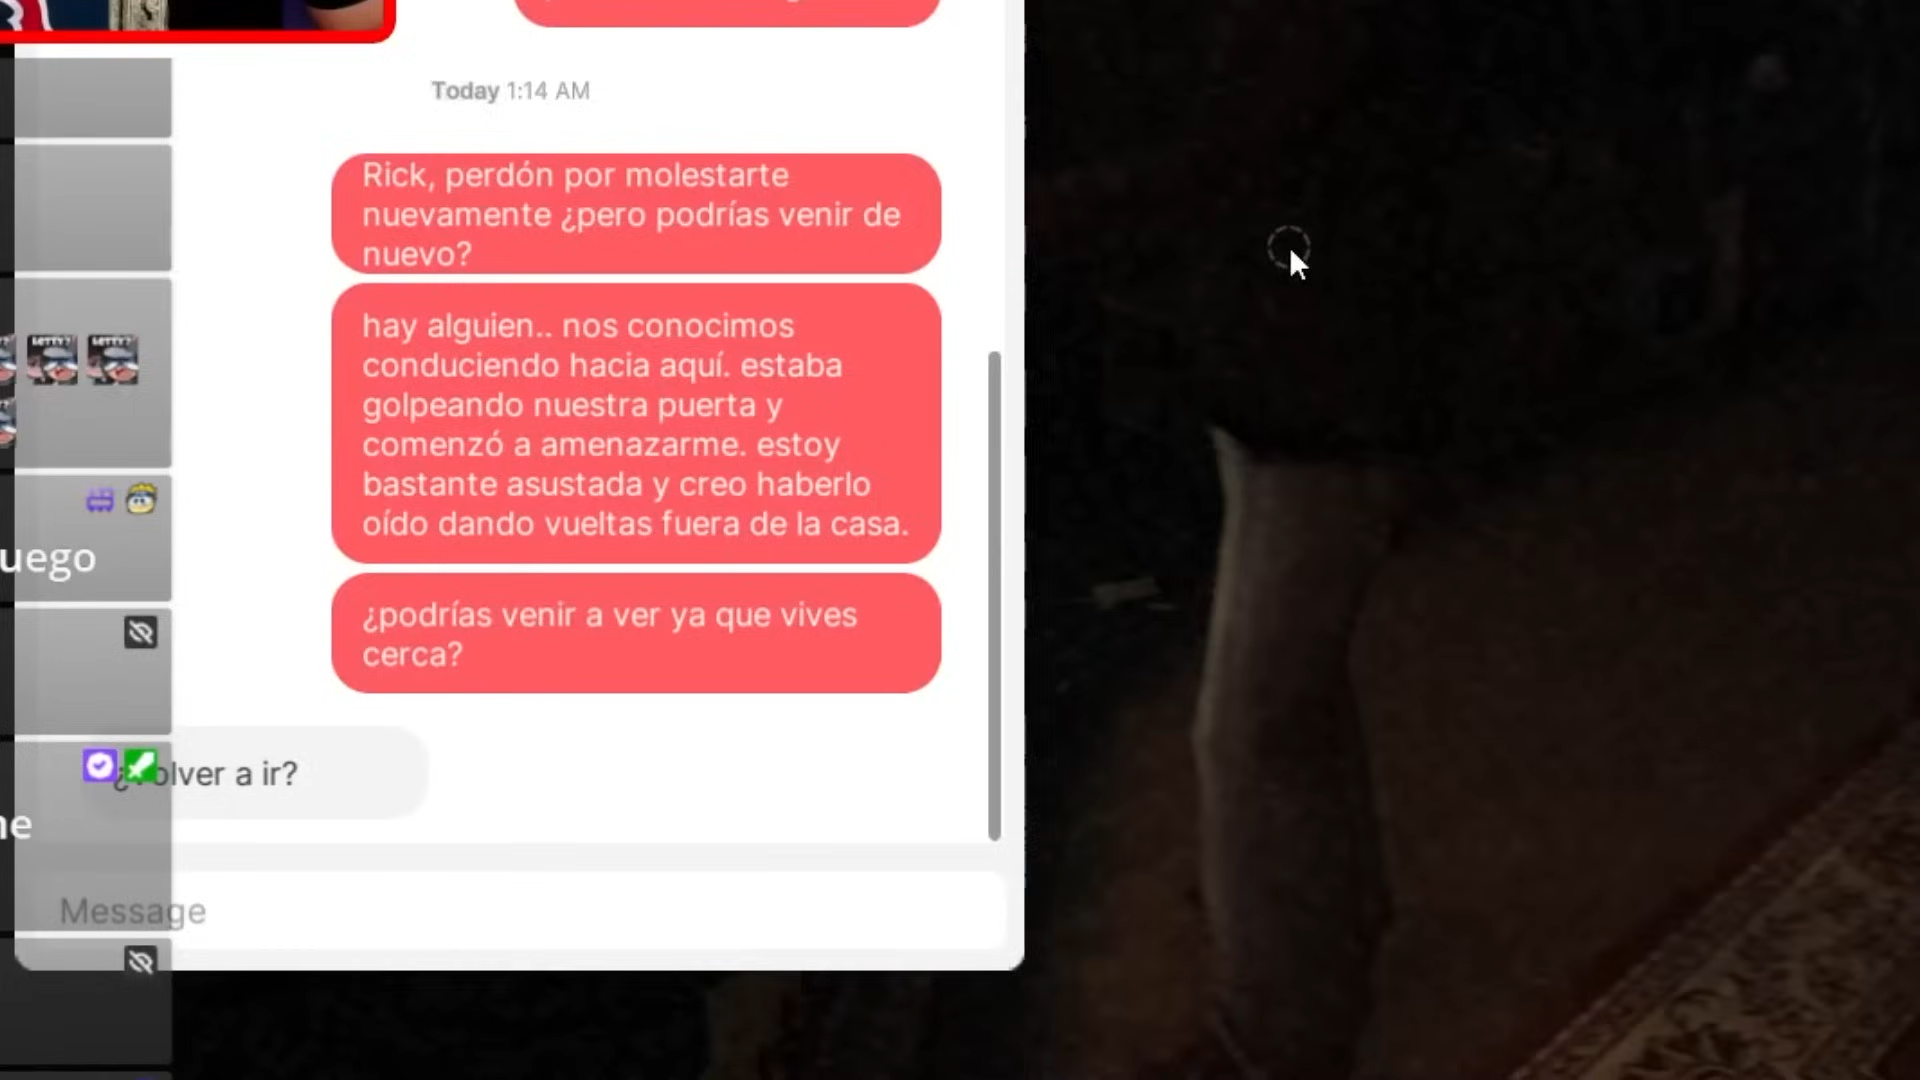 Today 1:14 AM
Rick, perdón por molestarte
nuevamente ¿pero podrías venir de
nuevo?
hay alguien.. nos conocimos
conduciendo hacia aquí. estaba
golpeando nuestra puerta y
comenzó a amenazarme. estoy
bastante asustada y creo haberlo
oído dando vueltas fuera de la casa.
uego
¿podrías venir a ver ya que vives
cerca?
a ir?
Message